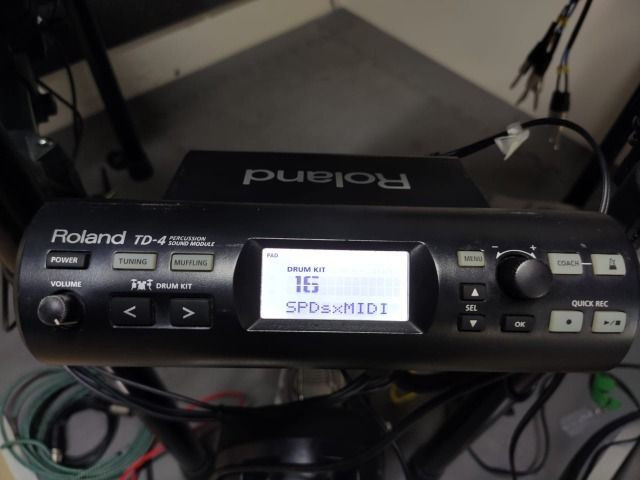 Roland
Roland TD-4 PERCUSSION SOUND MODULE
POWER
TUNING
MUFFLING
VOLUME
DRUM KIT
<
>
PAD
DRUM KIT
16
SPDsxMIDI
MENU
- +
COACH
▲
SEL
▼
OK
QUICK REC
●
►/■